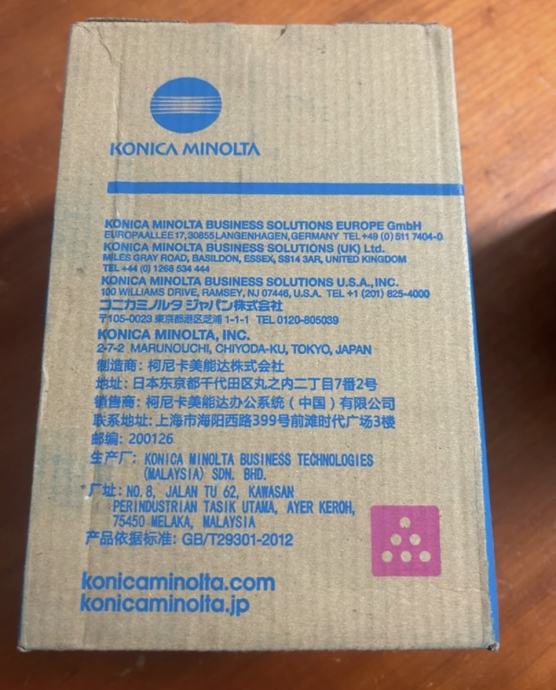 KONICA MINOLTA
KONICA MINOLTA BUSINESS SOLUTIONS EUROPE GmbH
EUROPAALLEE17, 30855LANGENHAGEN, GERMANY TEL+49 (0) 511 7404-0
KONICA MINOLTA BUSINESS SOLUTIONS (UK) Ltd.
MILES GRAY ROAD, BASILDON, ESSEX, SS14 3AR, UNITED KINGDOM
TEL+44 (0) 1268 534 444
KONICA MINOLTA BUSINESS SOLUTIONS U.S.A., INC.
100 WILLIAMS DRIVE, RAMSEY, NJ 07446, U.S.A. TEL +1 (201) 825-4000
コニカミノルタ ジャパン株式会社
〒105-0023 東京都港区芝浦 1-1-1 TEL 0120-805039
KONICA MINOLTA, INC.
2-7-2 MARUNOUCHI, CHIYODA-KU, TOKYO, JAPAN
制造商: 柯尼卡美能达株式会社
地址: 日本东京都千代田区丸之内二丁目7番2号
销售商: 柯尼卡美能达办公系统 (中国) 有限公司
联系地址: 上海市海阳西路399号前滩时代广场3楼
邮编: 200126
生产厂: KONICA MINOLTA BUSINESS TECHNOLOGIES
(MALAYSIA) SDN. BHD.
厂址: NO.8, JALAN TU 62, KAWASAN
PERINDUSTRIAN TASIK UTAMA, AYER KEROH,
75450 MELAKA, MALAYSIA
产品依据标准: GB/T29301-2012
konicaminolta.com
konicaminolta.jp